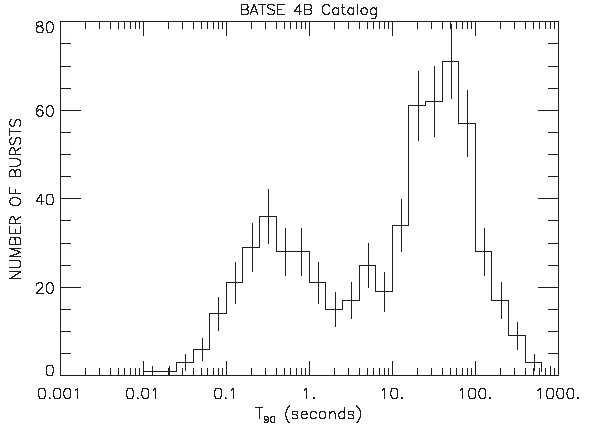 BATSE 4B Catalog
NUMBER OF BURSTS
80
60
40
20
0
0.001 0.01 0.1 1. 10. 100. 1000.
T90 (seconds)